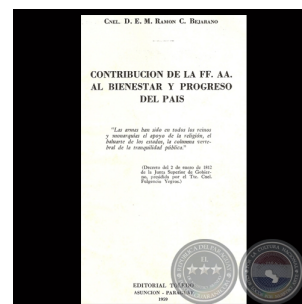 CNEL. D. E. M. RAMON C. BEJARANO
CONTRIBUCION DE LA FF. AA.
AL BIENESTAR Y PROGRESO
DEL PAIS
"Las armas han sido en todos los reinos
y monarquías el apoyo de la religión, el
baluarte de los estados, la columna verte-
bral de la tranquilidad pública."
(Decreto del 2 de enero de 1812
de la Junta Superior de Gobier-
no, presidida por el Tte. Cnel.
Fulgencio Yegros.)
EDITORIAL TOLEDO
ASUNCION - PARAGUAY
1959